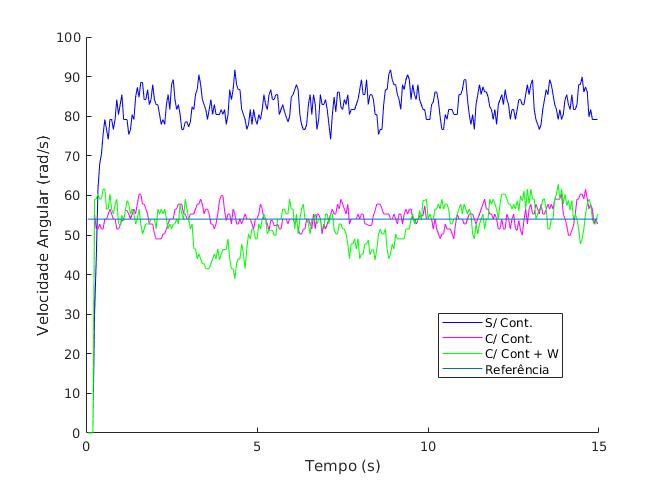 100
90
80
70
60
50
40
30
20
10
0
Velocidade Angular (rad/s)
S/ Cont.
C/ Cont.
C/ Cont + W
Referência
0 5 10 15
Tempo (s)